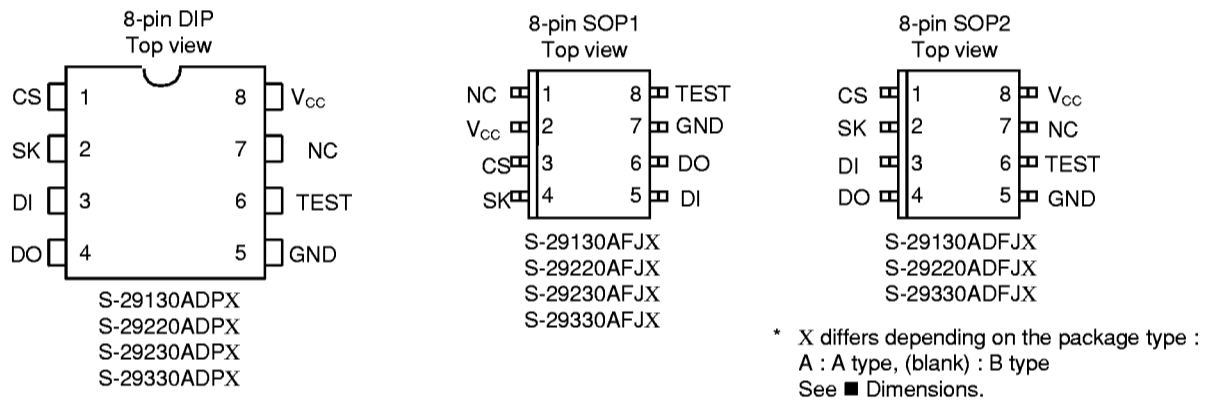 8-pin DIP
Top view
CS 1 8 VCC
SK 2 7 NC
DI 3 6 TEST
DO 4 5 GND
S-29130ADPX
S-29220ADPX
S-29230ADPX
S-29330ADPX
8-pin SOP1
Top view
NC 1 8 TEST
VCC 2 7 GND
CS 3 6 DO
SK 4 5 DI
S-29130AFJX
S-29220AFJX
S-29230AFJX
S-29330AFJX
8-pin SOP2
Top view
CS 1 8 VCC
SK 2 7 NC
DI 3 6 TEST
DO 4 5 GND
S-29130ADFJX
S-29220ADFJX
S-29330ADFJX
* X differs depending on the package type :
A : A type, (blank) : B type
See ■ Dimensions.